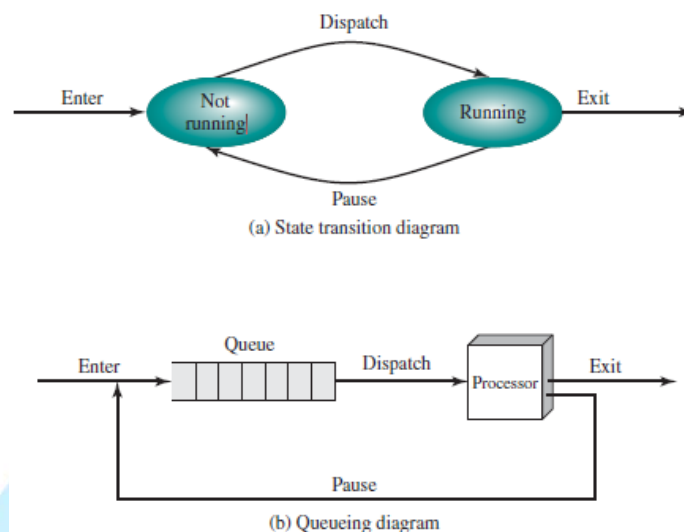 Dispatch
Enter
Not
running
Running
Exit
Pause
(a) State transition diagram
Queue
Enter
Dispatch
Processor
Exit
Pause
(b) Queueing diagram